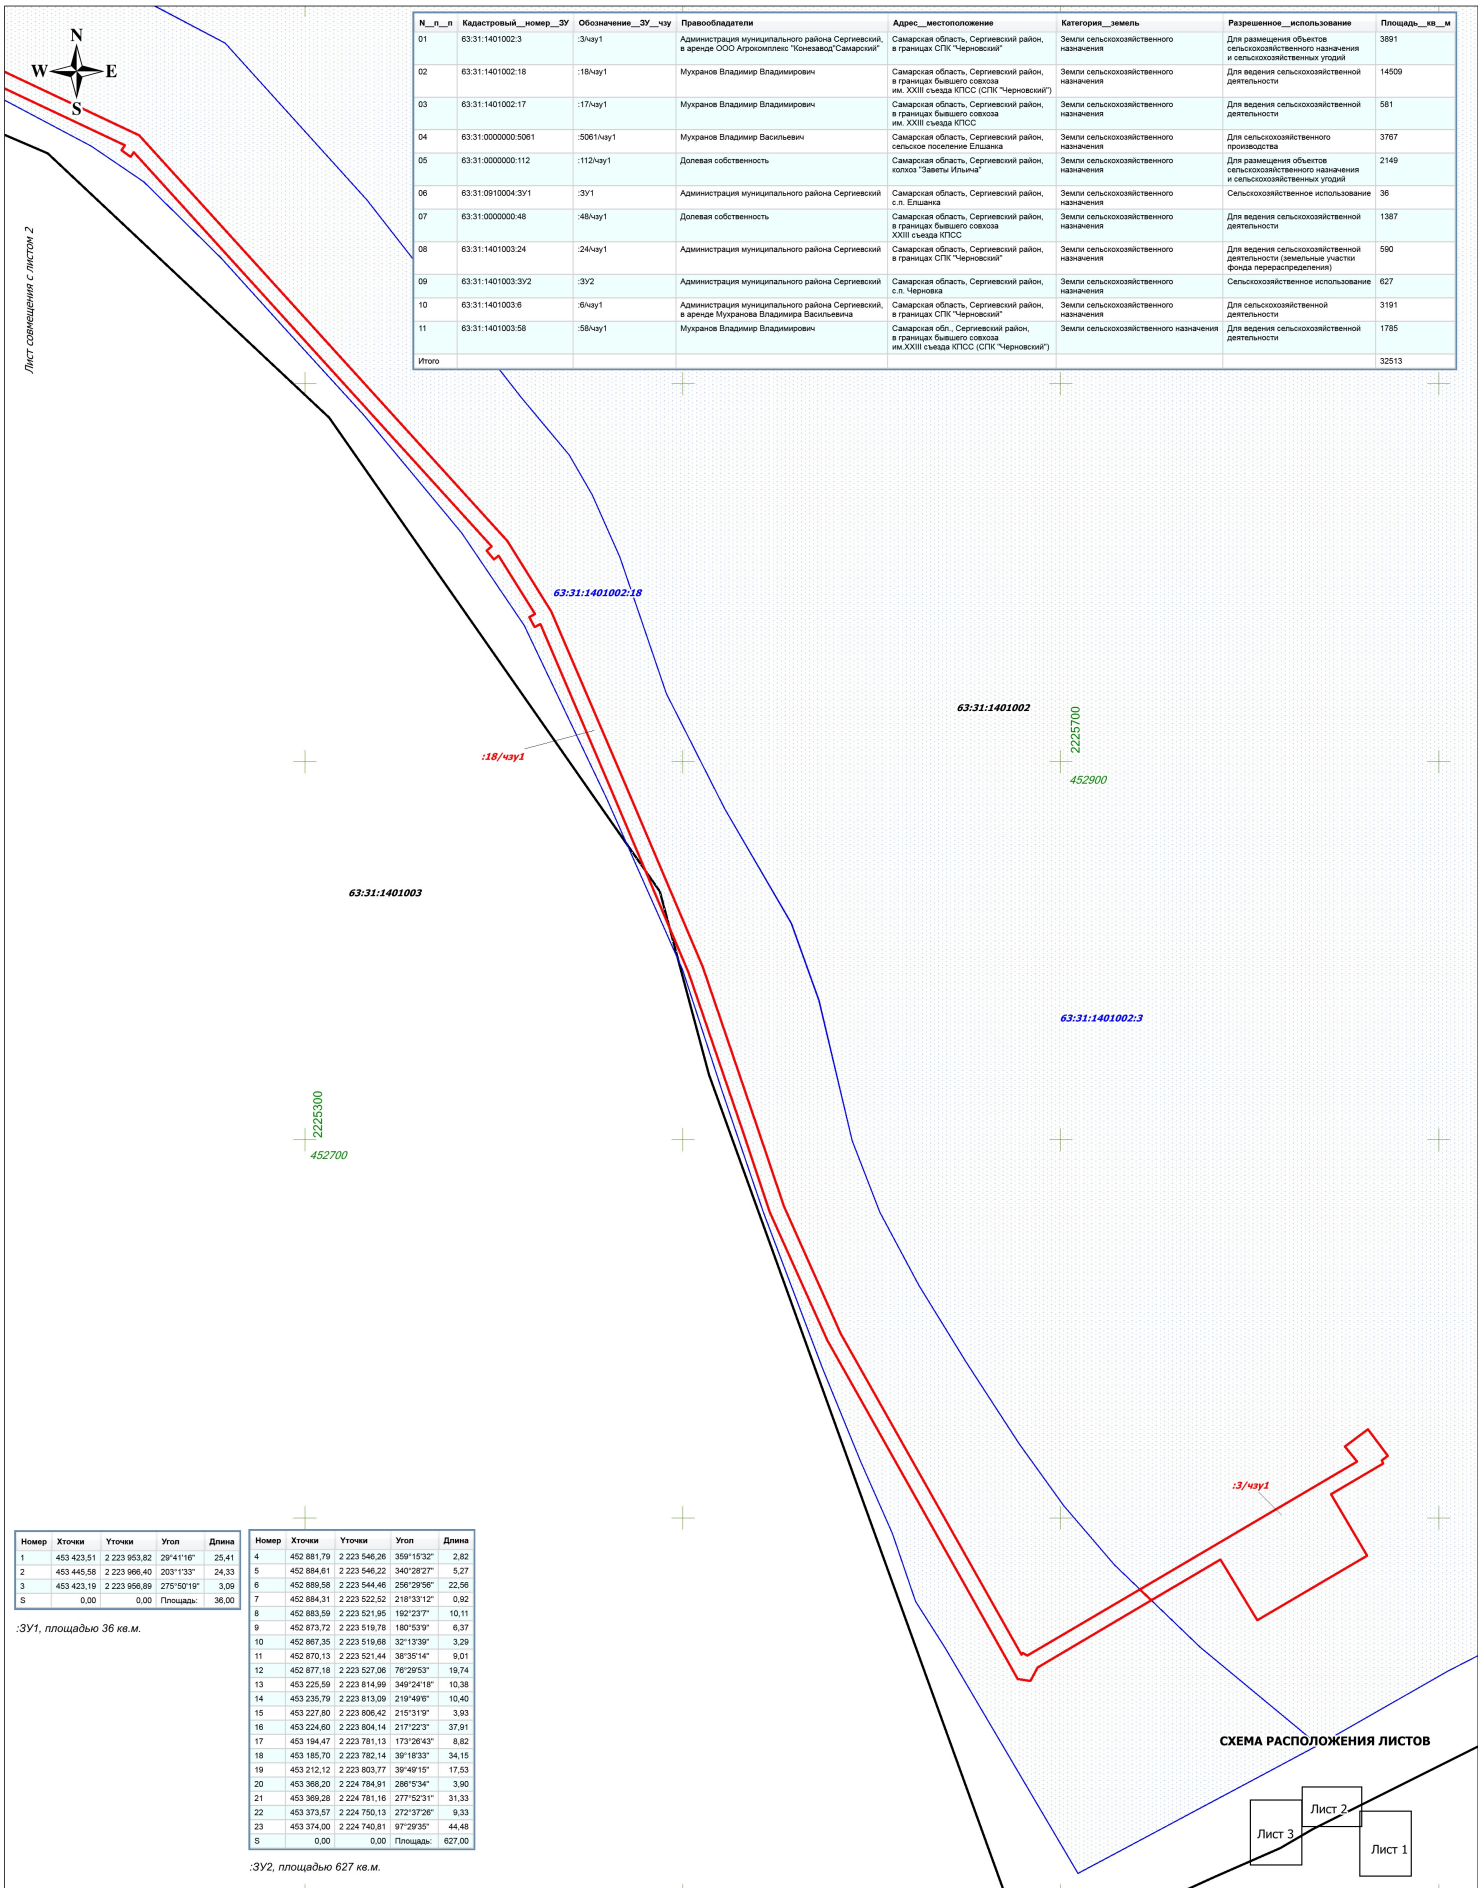 N
W E
S
Лист совмещения с листом 2
N__п__п Кадастровый__номер__ЗУ Обозначение__ЗУ__чзу Правообладатели Адрес__местоположение Категория__земель Разрешенное__использование Площадь__кв__м
01 63:31:1401002:3 :3/чзу1 Администрация муниципального района Сергиевский, Самарская область, Сергиевский район, Земли сельскохозяйственного Для размещения объектов 3891
в аренде ООО Агрокомплекс "Конезавод"Самарский" в границах СПК "Черновский" назначения сельскохозяйственного назначения
и сельскохозяйственных угодий
02 63:31:1401002:18 :18/чзу1 Мухранов Владимир Владимирович Самарская область, Сергиевский район, Земли сельскохозяйственного Для ведения сельскохозяйственной 14509
в границах бывшего совхоза назначения деятельности
им. XXIII съезда КПСС (СПК "Черновский")
03 63:31:1401002:17 :17/чзу1 Мухранов Владимир Владимирович Самарская область, Сергиевский район, Земли сельскохозяйственного Для ведения сельскохозяйственной 581
в границах бывшего совхоза назначения деятельности
им. XXIII съезда КПСС
04 63:31:0000000:5061 :5061/чзу1 Мухранов Владимир Васильевич Самарская область, Сергиевский район, Земли сельскохозяйственного Для сельскохозяйственного 3767
сельское поселение Елшанка назначения производства
05 63:31:0000000:112 :112/чзу1 Долевая собственность Самарская область, Сергиевский район, Земли сельскохозяйственного Для размещения объектов 2149
колхоз "Заветы Ильича" назначения сельскохозяйственного назначения
и сельскохозяйственных угодий
06 63:31:0910004:ЗУ1 :ЗУ1 Администрация муниципального района Сергиевский Самарская область, Сергиевский район, Земли сельскохозяйственного Сельскохозяйственное использование 36
с.п. Елшанка назначения
07 63:31:0000000:48 :48/чзу1 Долевая собственность Самарская область, Сергиевский район, Земли сельскохозяйственного Для ведения сельскохозяйственной 1387
в границах бывшего совхоза назначения деятельности
XXIII съезда КПСС
08 63:31:1401003:24 :24/чзу1 Администрация муниципального района Сергиевский Самарская область, Сергиевский район, Земли сельскохозяйственного Для ведения сельскохозяйственной 590
в границах СПК "Черновский" назначения деятельности (земельные участки
фонда перераспределения)
09 63:31:1401003:ЗУ2 :ЗУ2 Администрация муниципального района Сергиевский Самарская область, Сергиевский район, Земли сельскохозяйственного Сельскохозяйственное использование 627
с.п. Черновка назначения
10 63:31:1401003:6 :6/чзу1 Администрация муниципального района Сергиевский, Самарская область, Сергиевский район, Земли сельскохозяйственного Для сельскохозяйственной 3191
в аренде Мухранова Владимира Васильевича в границах СПК "Черновский" назначения деятельности
11 63:31:1401003:58 :58/чзу1 Мухранов Владимир Владимирович Самарская обл., Сергиевский район, Земли сельскохозяйственного назначения Для ведения сельскохозяйственной 1785
в границах бывшего совхоза деятельности
им.XXIII съезда КПСС (СПК "Черновский")
Итого 32513
63:31:1401002:18
63:31:1401002
2225700
452900
:18/чзу1
63:31:1401003
63:31:1401002:3
2225300
452700
:3/чзу1
Номер Xточки Yточки Угол Длина
1 453 423,51 2 223 953,82 29°41'16" 25,41
2 453 445,58 2 223 966,40 203°1'33" 24,33
3 453 423,19 2 223 956,89 275°50'19" 3,09
S 0,00 0,00 Площадь: 36,00
:ЗУ1, площадью 36 кв.м.
Номер Xточки Yточки Угол Длина
4 452 881,79 2 223 546,26 359°15'32" 2,82
5 452 884,61 2 223 546,22 340°28'27" 5,27
6 452 889,58 2 223 544,46 256°29'56" 22,56
7 452 884,31 2 223 522,52 218°33'12" 0,92
8 452 883,59 2 223 521,95 192°23'7" 10,11
9 452 873,72 2 223 519,78 180°53'9" 6,37
10 452 867,35 2 223 519,68 32°13'39" 3,29
11 452 870,13 2 223 521,44 38°35'14" 9,01
12 452 877,18 2 223 527,06 76°29'53" 19,74
13 453 225,59 2 223 814,99 349°24'18" 10,38
14 453 235,79 2 223 813,09 219°49'6" 10,40
15 453 227,80 2 223 806,42 215°31'9" 3,93
16 453 224,60 2 223 804,14 217°22'3" 37,91
17 453 194,47 2 223 781,13 173°26'43" 8,82
18 453 185,70 2 223 782,14 39°18'33" 34,15
19 453 212,12 2 223 803,77 39°49'15" 17,53
20 453 368,20 2 224 784,91 286°5'34" 3,90
21 453 369,28 2 224 781,16 277°52'31" 31,33
22 453 373,57 2 224 750,13 272°37'26" 9,33
23 453 374,00 2 224 740,81 97°29'35" 44,48
S 0,00 0,00 Площадь: 627,00
:ЗУ2, площадью 627 кв.м.
СХЕМА РАСПОЛОЖЕНИЯ ЛИСТОВ
Лист 2
Лист 3
Лист 1